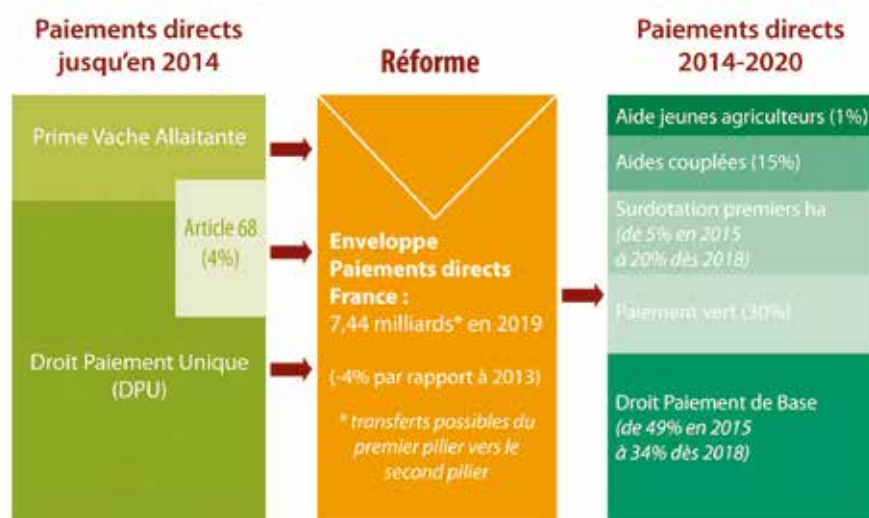 Paiements directs
jusqu'en 2014
Prime Vache Allaitante
Article 68
(4%)
Droit Paiement Unique
(DPU)
Réforme
Enveloppe
Paiements directs
France :
7,44 milliards* en 2019
(-4% par rapport à 2013)
* transferts possibles du
premier pilier vers le
second pilier
Paiements directs
2014-2020
Aide jeunes agriculteurs (1%)
Aides couplées (15%)
Surdotation premiers ha
(de 5% en 2015
à 20% dès 2018)
Paiement vert (30%)
Droit Paiement de Base
(de 49% en 2015
à 34% dès 2018)